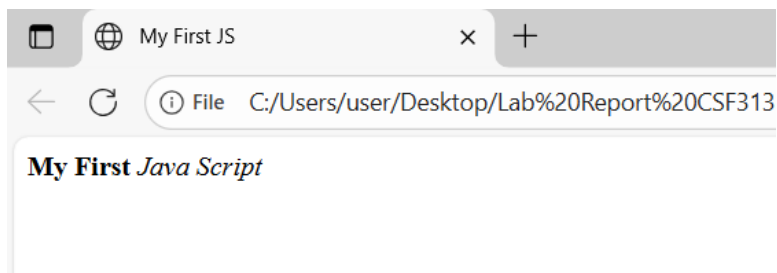 My First JS
File C:/Users/user/Desktop/Lab%20Report%20CSF313
My First Java Script